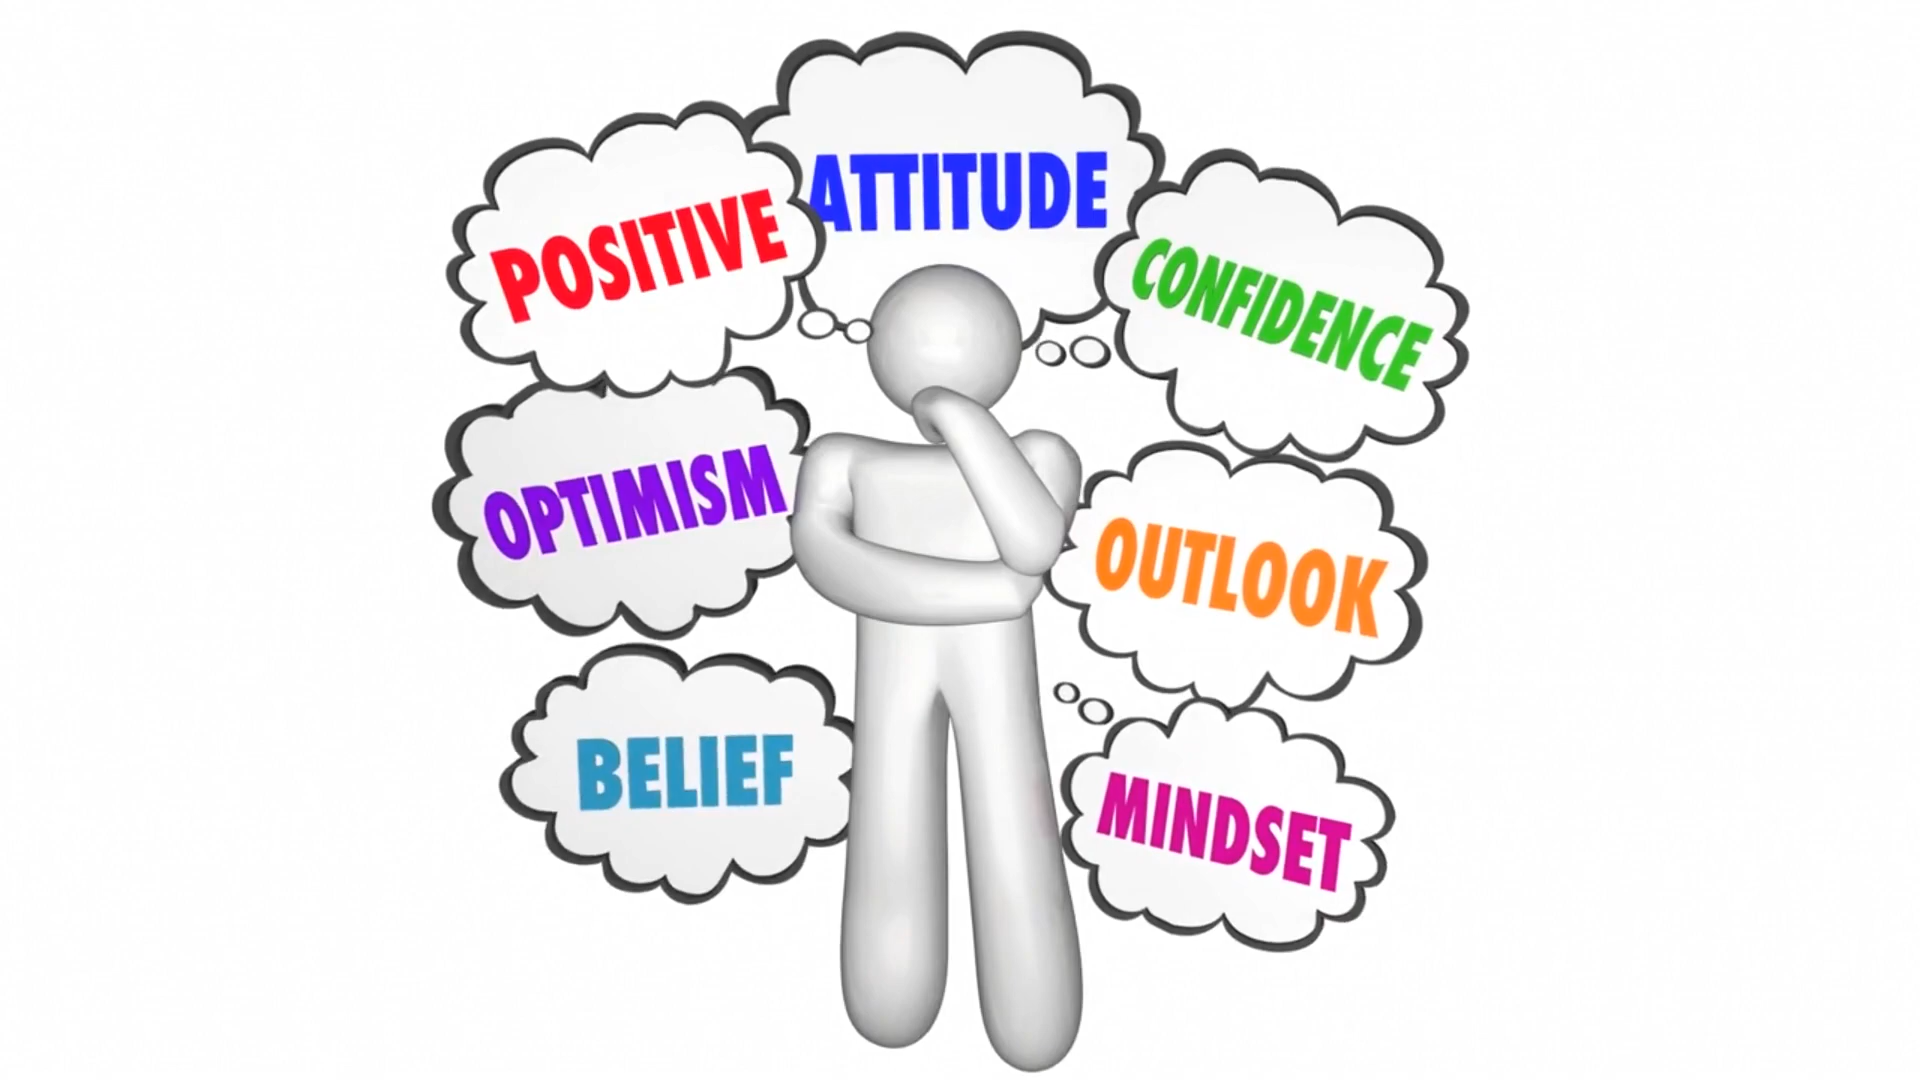 POSITIVE
ATTITUDE
CONFIDENCE
OPTIMISM
OUTLOOK
BELIEF
MINDSET